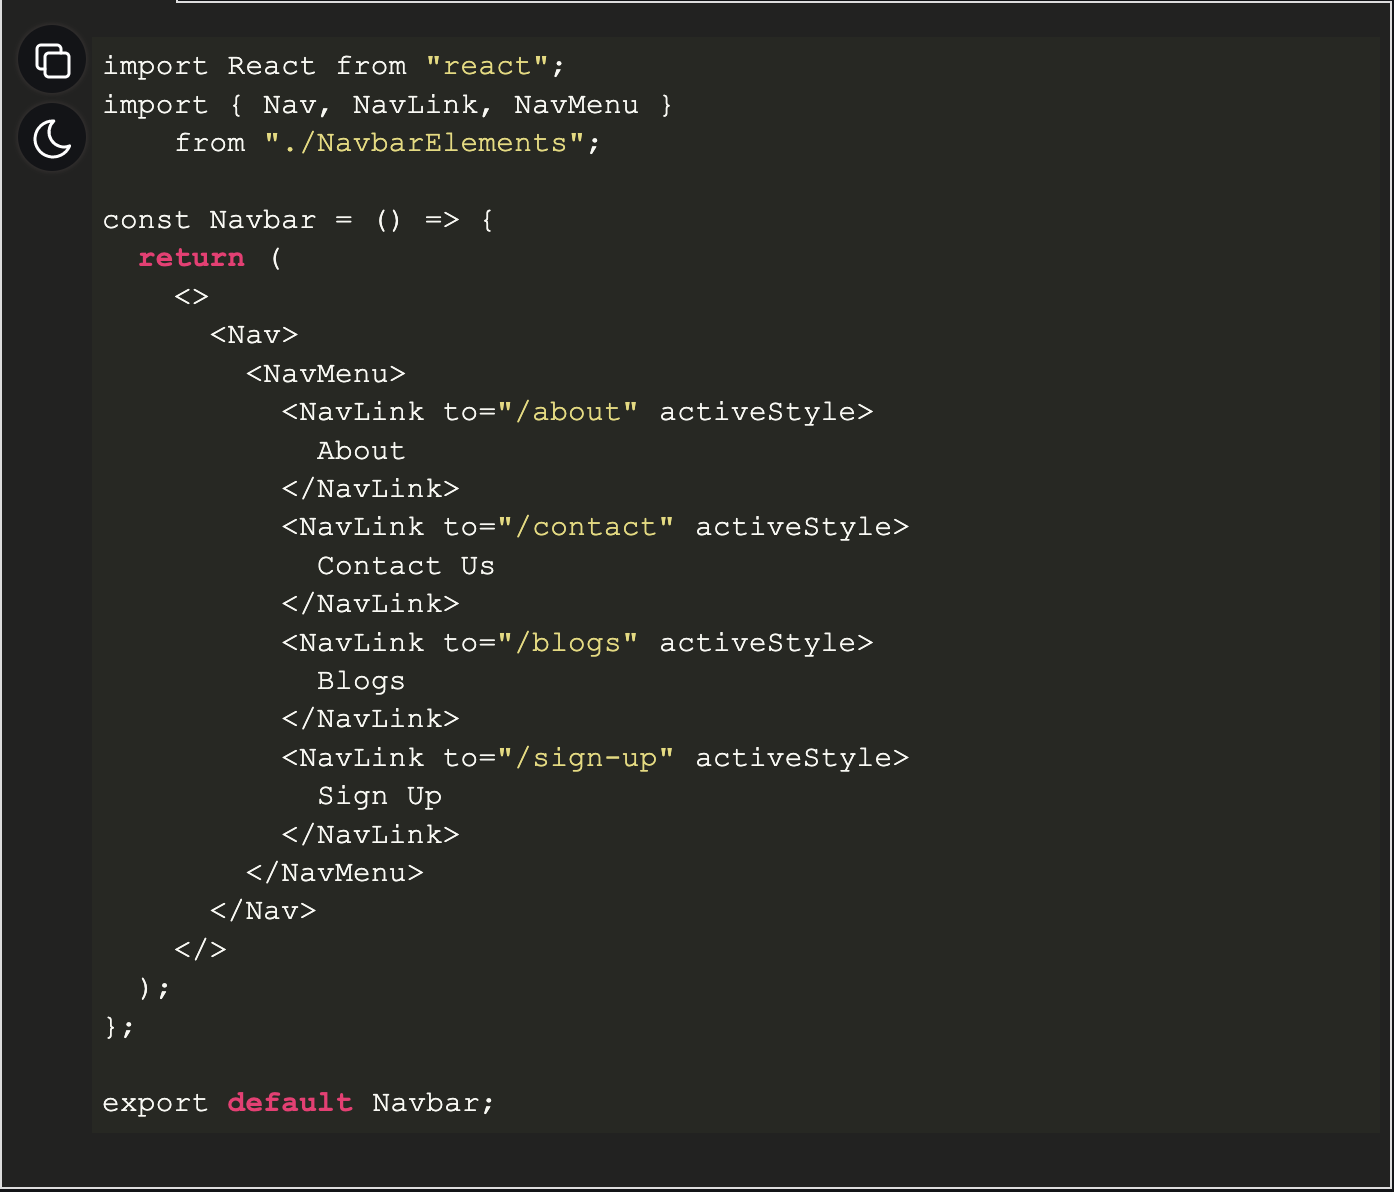 import React from "react";
import { Nav, NavLink, NavMenu }
    from "./NavbarElements";

const Navbar = () => {
  return (
    <>
      <Nav>
        <NavMenu>
          <NavLink to="/about" activeStyle>
            About
          </NavLink>
          <NavLink to="/contact" activeStyle>
            Contact Us
          </NavLink>
          <NavLink to="/blogs" activeStyle>
            Blogs
          </NavLink>
          <NavLink to="/sign-up" activeStyle>
            Sign Up
          </NavLink>
        </NavMenu>
      </Nav>
    </>
  );
};

export default Navbar;